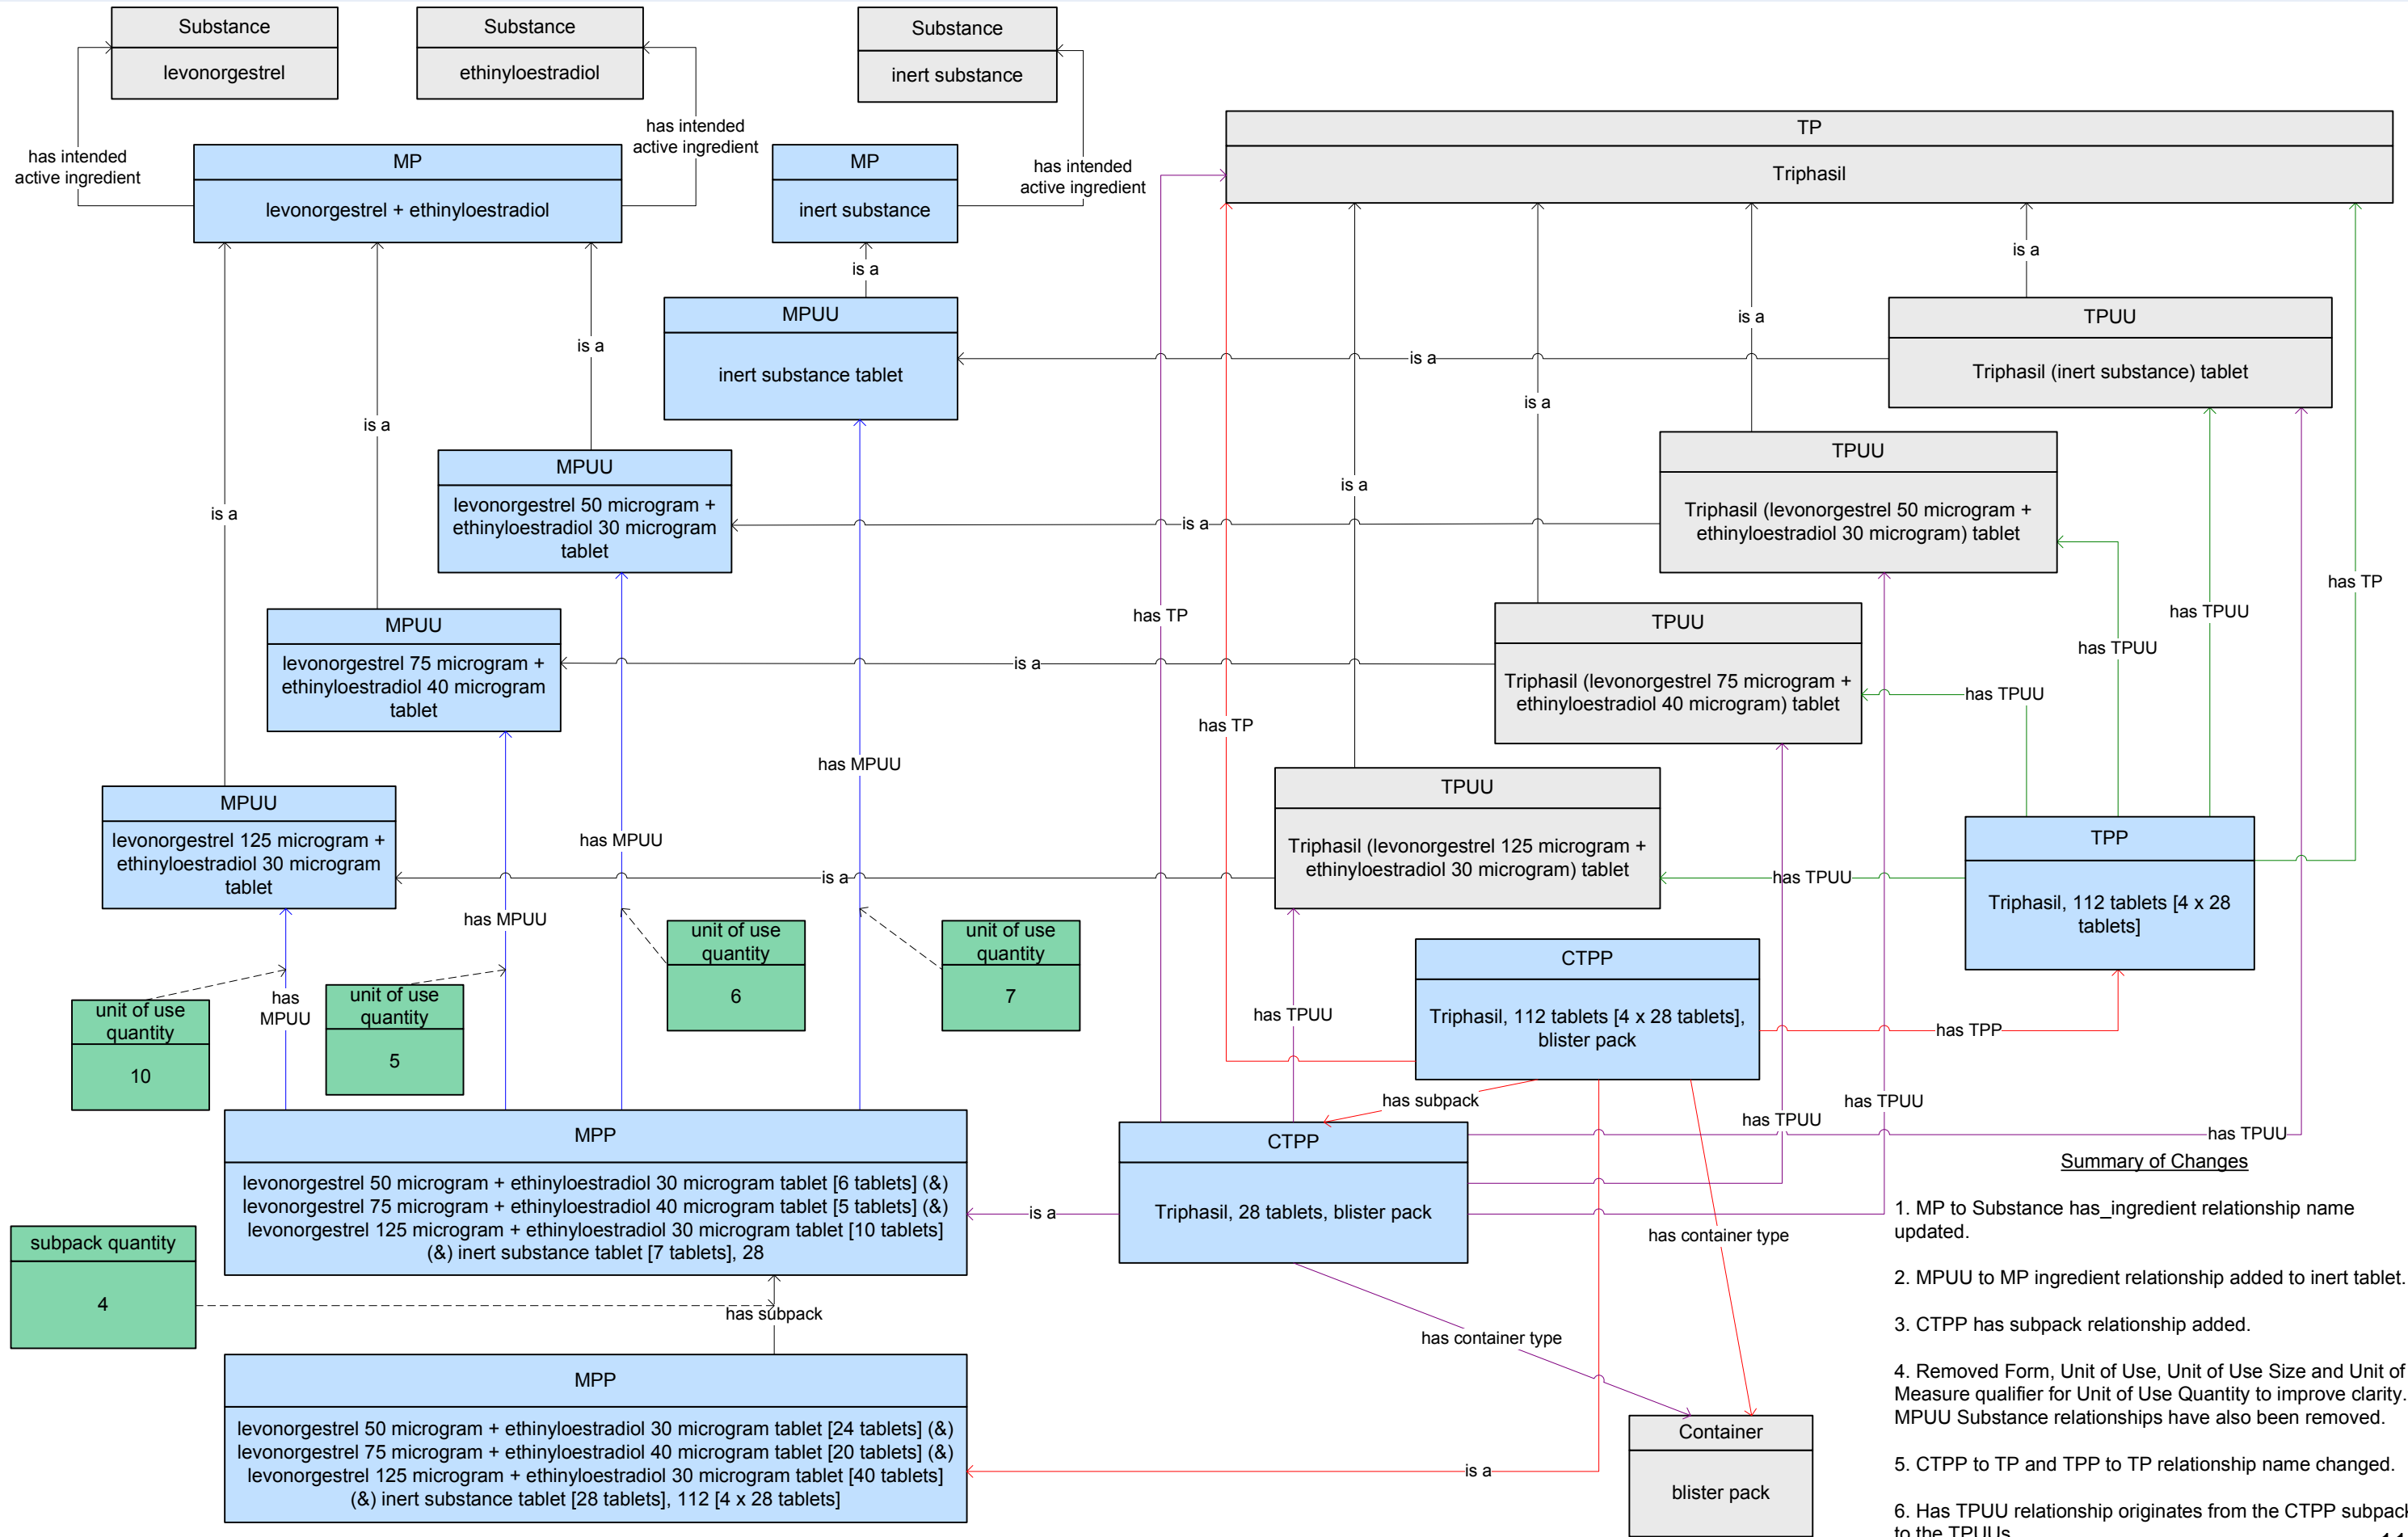 Substance
levonorgestrel
Substance
ethinyloestradiol
Substance
inert substance
has intended
active ingredient
has intended
active ingredient
has intended
active ingredient
MP
levonorgestrel + ethinyloestradiol
MP
inert substance
TP
Triphasil
is a
is a
is a
is a
MPUU
inert substance tablet
is a
is a
is a
is a
is a
TPUU
Triphasil (inert substance) tablet
MPUU
levonorgestrel 50 microgram +
ethinyloestradiol 30 microgram
tablet
is a
TPUU
Triphasil (levonorgestrel 50 microgram +
ethinyloestradiol 30 microgram) tablet
is a
MPUU
levonorgestrel 75 microgram +
ethinyloestradiol 40 microgram
tablet
is a
TPUU
Triphasil (levonorgestrel 75 microgram +
ethinyloestradiol 40 microgram) tablet
has TP
has TP
has TP
has TPUU
has TPUU
has TPUU
has TPUU
MPUU
levonorgestrel 125 microgram +
ethinyloestradiol 30 microgram
tablet
is a
TPUU
Triphasil (levonorgestrel 125 microgram +
ethinyloestradiol 30 microgram) tablet
TPP
Triphasil, 112 tablets [4 x 28
tablets]
has MPUU
has MPUU
has MPUU
has
MPUU
unit of use
quantity
10
unit of use
quantity
5
unit of use
quantity
6
unit of use
quantity
7
CTPP
Triphasil, 112 tablets [4 x 28 tablets],
blister pack
has TPP
has TPUU
has subpack
has TPUU
has TPUU
has TPUU
MPP
levonorgestrel 50 microgram + ethinyloestradiol 30 microgram tablet [6 tablets] (&)
levonorgestrel 75 microgram + ethinyloestradiol 40 microgram tablet [5 tablets] (&)
levonorgestrel 125 microgram + ethinyloestradiol 30 microgram tablet [10 tablets]
(&) inert substance tablet [7 tablets], 28
is a
CTPP
Triphasil, 28 tablets, blister pack
has container type
has container type
subpack quantity
4
has subpack
MPP
levonorgestrel 50 microgram + ethinyloestradiol 30 microgram tablet [24 tablets] (&)
levonorgestrel 75 microgram + ethinyloestradiol 40 microgram tablet [20 tablets] (&)
levonorgestrel 125 microgram + ethinyloestradiol 30 microgram tablet [40 tablets]
(&) inert substance tablet [28 tablets], 112 [4 x 28 tablets]
is a
Container
blister pack
Summary of Changes
1. MP to Substance has_ingredient relationship name
updated.
2. MPUU to MP ingredient relationship added to inert tablet.
3. CTPP has subpack relationship added.
4. Removed Form, Unit of Use, Unit of Use Size and Unit of
Measure qualifier for Unit of Use Quantity to improve clarity.
MPUU Substance relationships have also been removed.
5. CTPP to TP and TPP to TP relationship name changed.
6. Has TPUU relationship originates from the CTPP subpack
to the TPUUs